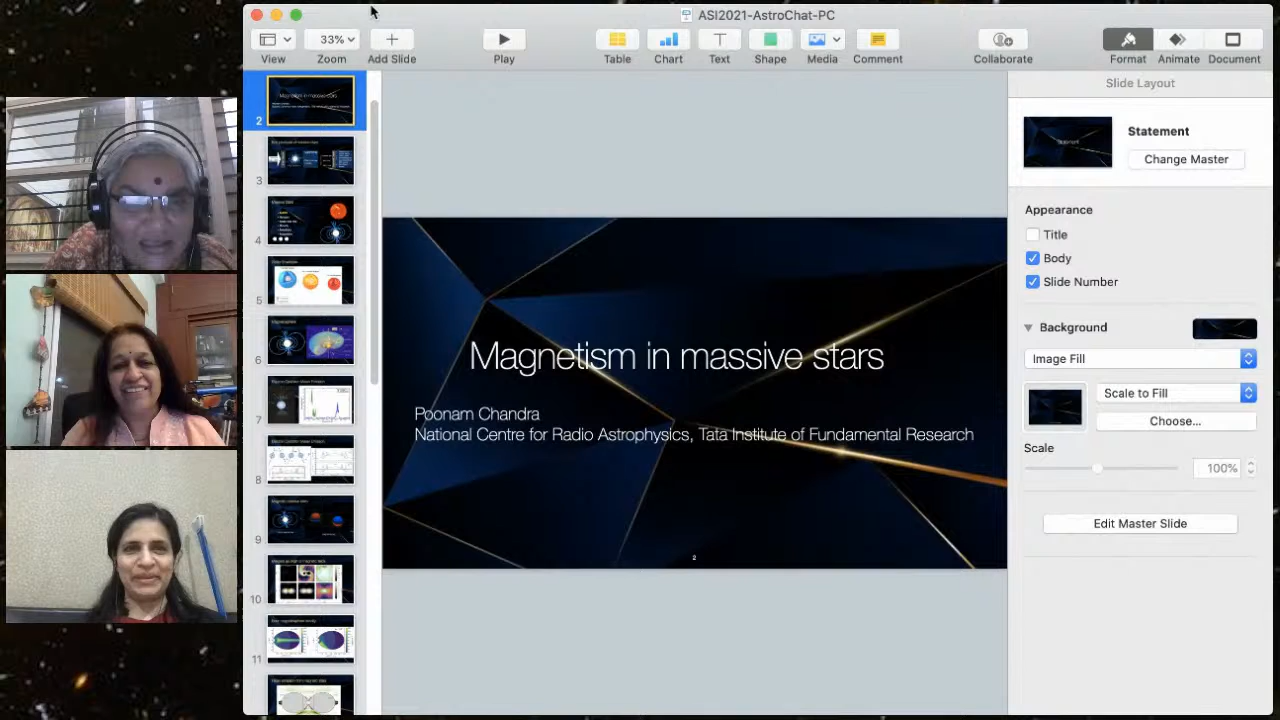 ASI2021-AstroChat-PC
33%
View
Zoom
Add Slide
Play
Table
Chart
Text
Shape
Media
Comment
Collaborate
Format
Animate
Document
2
3
4
5
6
7
8
9
10
11
Magnetism in massive stars
Poonam Chandra
National Centre for Radio Astrophysics, Tata Institute of Fundamental Research
2
Slide Layout
Statement
Change Master
Appearance
Title
Body
Slide Number
Background
Image Fill
Scale to Fill
Choose...
Scale
100%
Edit Master Slide